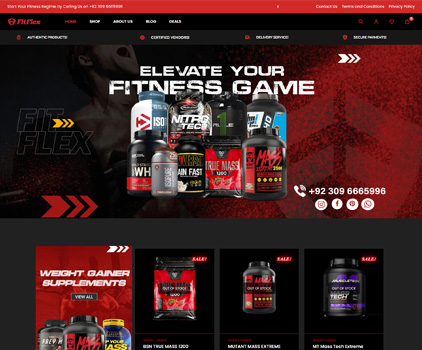 Start Your Fitness Regime by Calling Us on +92 309 6665996
Contact Us Terms and Conditions Privacy Policy
FitFlex
HOME SHOP ABOUT US BLOG DEALS
AUTHENTIC PRODUCTS CERTIFIED VENDORS DELIVERY SERVICE! SECURE PAYMENTS
ELEVATE YOUR
FITNESS GAME
FIT
FLEX
ISO
NITRO
TECH
TRUE MASS
1200
MASS
+92 309 6665996
WEIGHT GAINER
SUPPLEMENTS
VIEW ALL
SALE!
SALE!
SALE!
OUT OF STOCK
OUT OF STOCK
OUT OF STOCK
BSN TRUE MASS 1200
MUTANT MASS EXTREME
MT Mass Tech Extreme